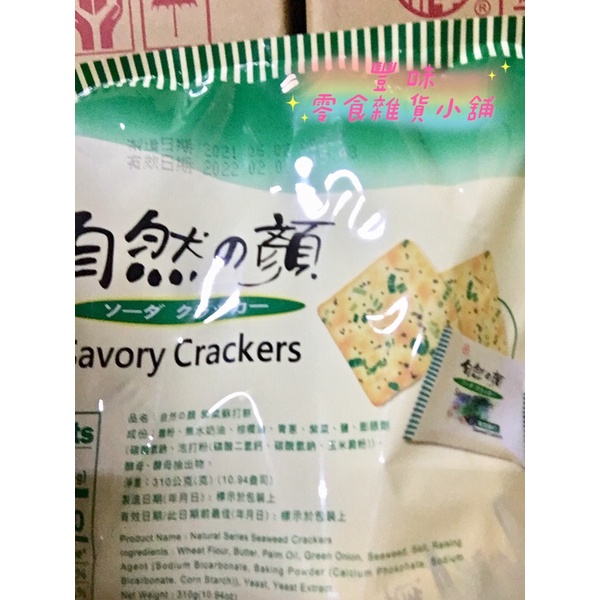 豐味
零食雜貨小舖
製造日期 2021
有效日期 2022 02
自然の顏
ソーダ クラッカー
Savory Crackers
自然の顏
品名：自然の顏 紫菜蘇打餅
成份：麵粉、無水奶油、棕櫚油、青蔥、紫菜、鹽、膨脹劑
(碳酸氫鈉、泡打粉(磷酸二氫鈣、碳酸氫鈉、玉米澱粉))、
酵母、酵母抽出物。
淨重：310公克(克) (10.94盎司)
製造日期(年月日)：標示於包裝上
有效日期/此日期前最佳(年月日)：標示於包裝上
Product Name : Natural Series Seaweed Crackers
Ingredients : Wheat Flour, Butter, Palm Oil, Green Onion, Seaweed, Salt, Raising
Agent (Sodium Bicarbonate, Baking Powder (Calcium Phosphate, Sodium
Bicarbonate, Corn Starch)), Yeast, Yeast Extract.
Net Weight : 310g(10.94oz)